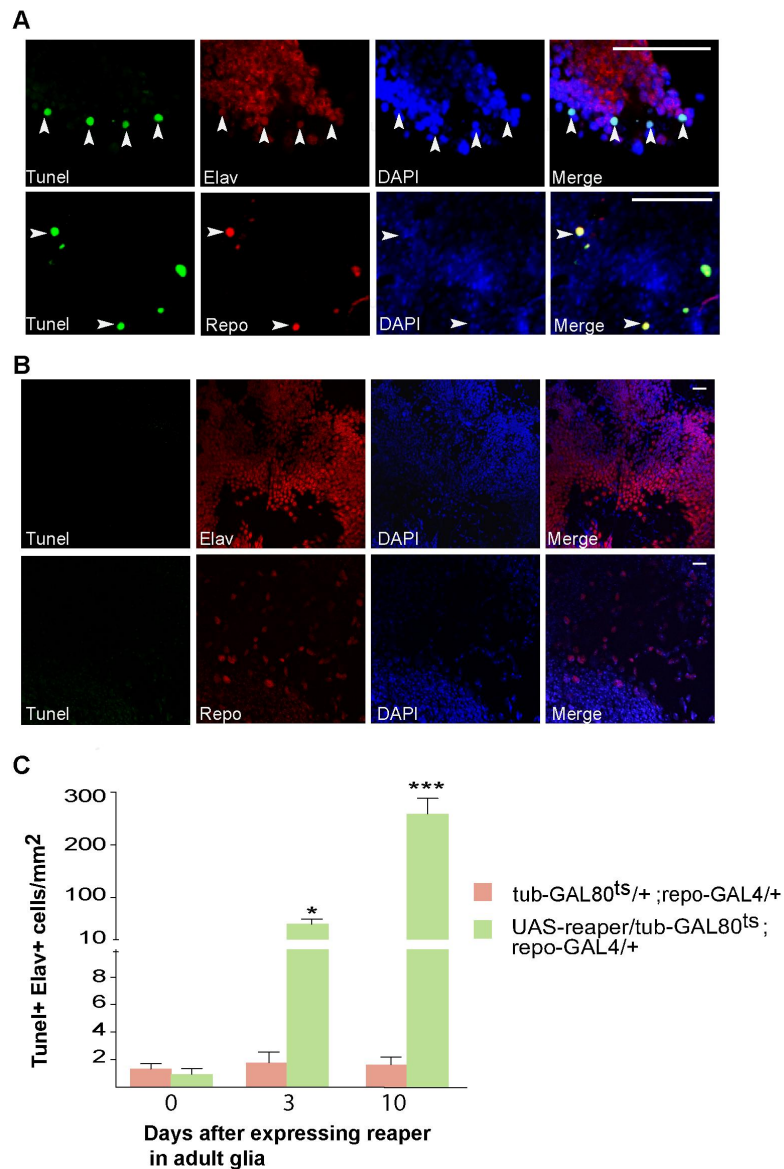 A
Tunel Elav DAPI Merge
Tunel Repo DAPI Merge
B
Tunel Elav DAPI Merge
Tunel Repo DAPI Merge
C
Tunel+ Elav+ cells/mm2
300
200
100
10
8
6
4
2
*
***
0 3 10
Days after expressing reaper
in adult glia
tub-GAL80ts/+ ;repo-GAL4/+
UAS-reaper/tub-GAL80ts;
repo-GAL4/+